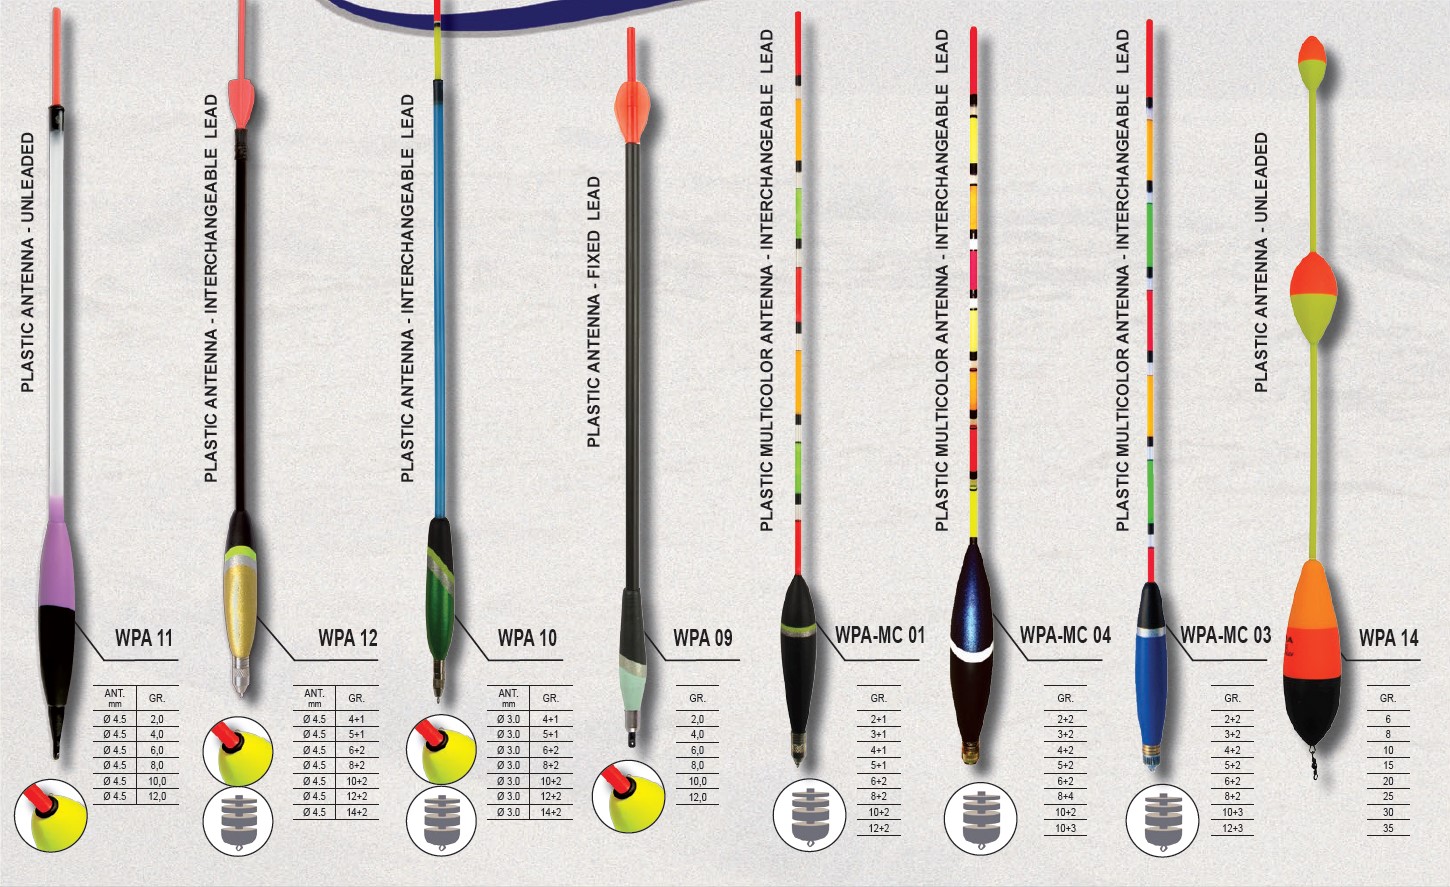 PLASTIC ANTENNA - UNLEADED
WPA 11
ANT. mm GR.
Ø 4.5 2,0
Ø 4.5 4,0
Ø 4.5 6,0
Ø 4.5 8,0
Ø 4.5 10,0
Ø 4.5 12,0
PLASTIC ANTENNA - INTERCHANGEABLE LEAD
WPA 12
ANT. mm GR.
Ø 4.5 4+1
Ø 4.5 5+1
Ø 4.5 6+2
Ø 4.5 8+2
Ø 4.5 10+2
Ø 4.5 12+2
Ø 4.5 14+2
PLASTIC ANTENNA - INTERCHANGEABLE LEAD
WPA 10
ANT. mm GR.
Ø 3.0 4+1
Ø 3.0 5+1
Ø 3.0 6+2
Ø 3.0 8+2
Ø 3.0 10+2
Ø 3.0 12+2
Ø 3.0 14+2
PLASTIC ANTENNA - FIXED LEAD
WPA 09
GR.
2,0
4,0
6,0
8,0
10,0
12,0
PLASTIC MULTICOLOR ANTENNA - INTERCHANGEABLE LEAD
WPA-MC 01
GR.
2+1
3+1
4+1
5+1
6+2
8+2
10+2
12+2
PLASTIC MULTICOLOR ANTENNA - INTERCHANGEABLE LEAD
WPA-MC 04
GR.
2+2
3+2
4+2
5+2
6+2
8+4
10+2
10+3
PLASTIC MULTICOLOR ANTENNA - INTERCHANGEABLE LEAD
WPA-MC 03
GR.
2+2
3+2
4+2
5+2
6+2
8+2
10+3
12+3
PLASTIC ANTENNA - UNLEADED
WPA 14
GR.
6
8
10
15
20
25
30
35